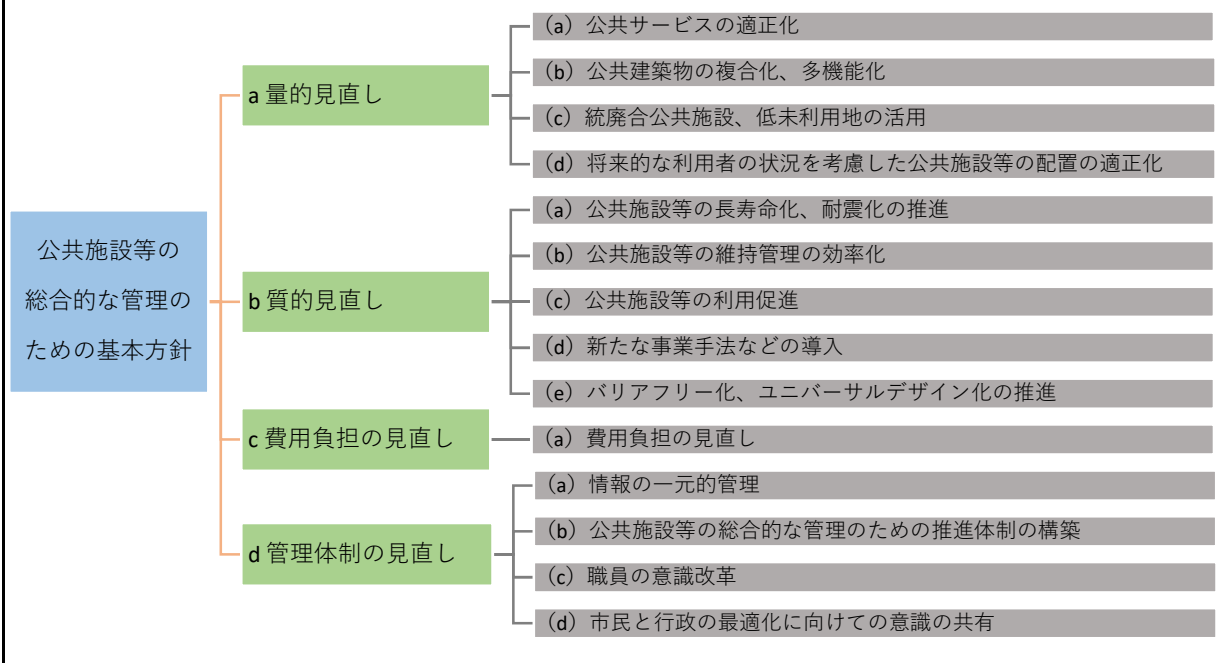 公共施設等の
総合的な管理の
ための基本方針
a 量的見直し
（a）公共サービスの適正化
（b）公共建築物の複合化、多機能化
（c）統廃合公共施設、低未利用地の活用
（d）将来的な利用者の状況を考慮した公共施設等の配置の適正化
b 質的見直し
（a）公共施設等の長寿命化、耐震化の推進
（b）公共施設等の維持管理の効率化
（c）公共施設等の利用促進
（d）新たな事業手法などの導入
（e）バリアフリー化、ユニバーサルデザイン化の推進
c 費用負担の見直し
（a）費用負担の見直し
d 管理体制の見直し
（a）情報の一元的管理
（b）公共施設等の総合的な管理のための推進体制の構築
（c）職員の意識改革
（d）市民と行政の最適化に向けての意識の共有